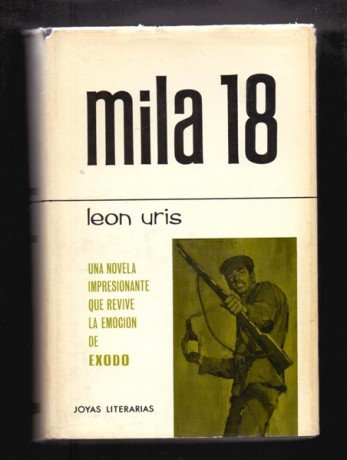 mila 18
leon uris
UNA NOVELA
IMPRESIONANTE
QUE REVIVE
LA EMOCION
DE
EXODO
JOYAS LITERARIAS